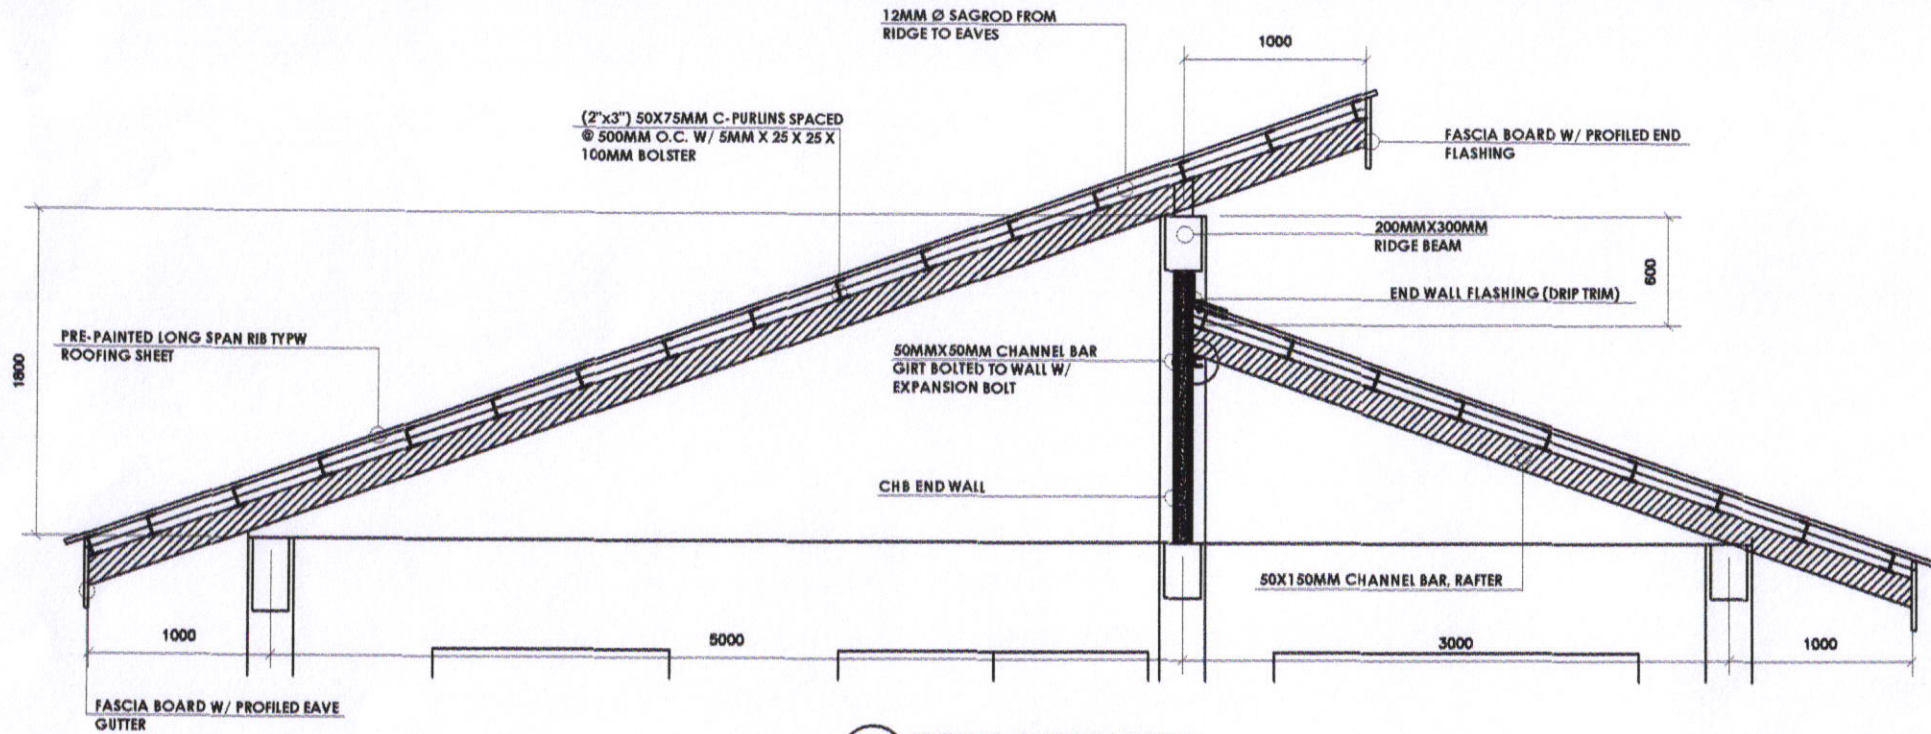 12MM Ø SAGROD FROM
RIDGE TO EAVES
1000
(2"x3") 50X75MM C-PURLINS SPACED
@ 500MM O.C. W/ 5MM X 25 X 25 X
100MM BOLSTER
FASCIA BOARD W/ PROFILED END
FLASHING
200MMX300MM
RIDGE BEAM
600
END WALL FLASHING (DRIP TRIM)
PRE-PAINTED LONG SPAN RIB TYPW
ROOFING SHEET
1800
50MMX50MM CHANNEL BAR
GIRT BOLTED TO WALL W/
EXPANSION BOLT
CHB END WALL
50X150MM CHANNEL BAR, RAFTER
1000
5000
3000
1000
FASCIA BOARD W/ PROFILED EAVE
GUTTER